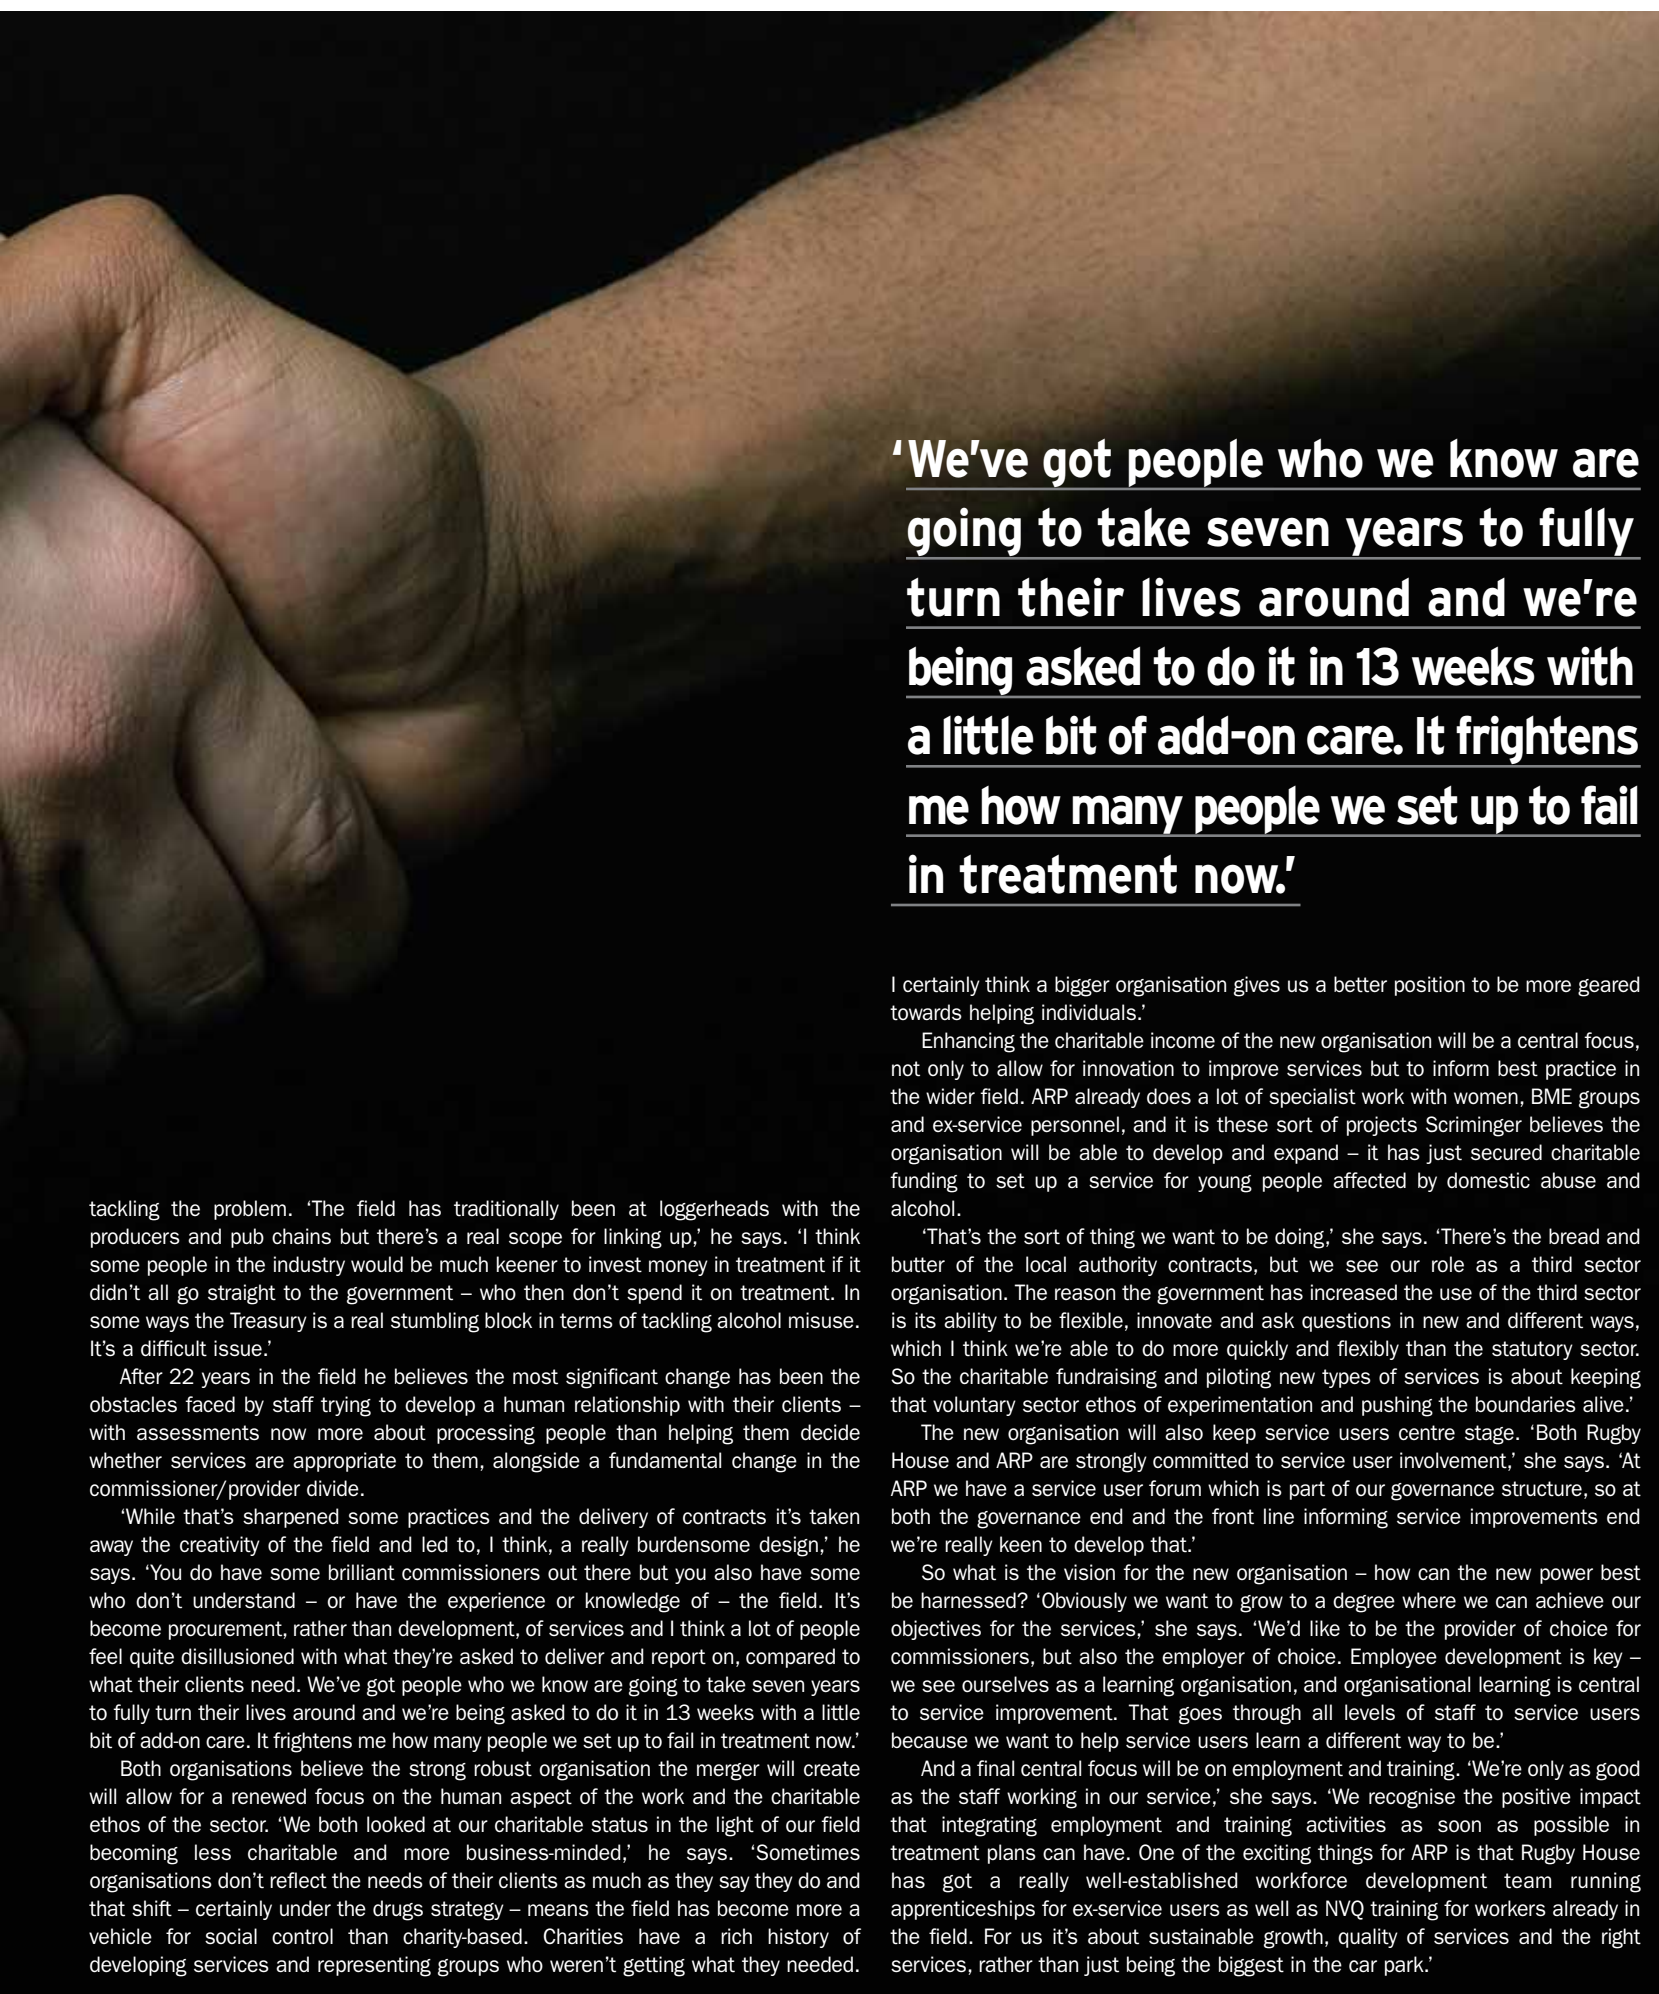 ‘We’ve got people who we know are
going to take seven years to fully
turn their lives around and we’re
being asked to do it in 13 weeks with
a little bit of add-on care. It frightens
me how many people we set up to fail
in treatment now.’
tackling the problem. ‘The field has traditionally been at loggerheads with the
producers and pub chains but there’s a real scope for linking up,’ he says. ‘I think
some people in the industry would be much keener to invest money in treatment if it
didn’t all go straight to the government – who then don’t spend it on treatment. In
some ways the Treasury is a real stumbling block in terms of tackling alcohol misuse.
It’s a difficult issue.’
After 22 years in the field he believes the most significant change has been the
obstacles faced by staff trying to develop a human relationship with their clients –
with assessments now more about processing people than helping them decide
whether services are appropriate to them, alongside a fundamental change in the
commissioner/provider divide.
‘While that’s sharpened some practices and the delivery of contracts it’s taken
away the creativity of the field and led to, I think, a really burdensome design,’ he
says. ‘You do have some brilliant commissioners out there but you also have some
who don’t understand – or have the experience or knowledge of – the field. It’s
become procurement, rather than development, of services and I think a lot of people
feel quite disillusioned with what they’re asked to deliver and report on, compared to
what their clients need. We’ve got people who we know are going to take seven years
to fully turn their lives around and we’re being asked to do it in 13 weeks with a little
bit of add-on care. It frightens me how many people we set up to fail in treatment now.’
Both organisations believe the strong robust organisation the merger will create
will allow for a renewed focus on the human aspect of the work and the charitable
ethos of the sector. ‘We both looked at our charitable status in the light of our field
becoming less charitable and more business-minded,’ he says. ‘Sometimes
organisations don’t reflect the needs of their clients as much as they say they do and
that shift – certainly under the drugs strategy – means the field has become more a
vehicle for social control than charity-based. Charities have a rich history of
developing services and representing groups who weren’t getting what they needed.
I certainly think a bigger organisation gives us a better position to be more geared
towards helping individuals.’
Enhancing the charitable income of the new organisation will be a central focus,
not only to allow for innovation to improve services but to inform best practice in
the wider field. ARP already does a lot of specialist work with women, BME groups
and ex-service personnel, and it is these sort of projects Scriminger believes the
organisation will be able to develop and expand – it has just secured charitable
funding to set up a service for young people affected by domestic abuse and
alcohol.
‘That’s the sort of thing we want to be doing,’ she says. ‘There’s the bread and
butter of the local authority contracts, but we see our role as a third sector
organisation. The reason the government has increased the use of the third sector
is its ability to be flexible, innovate and ask questions in new and different ways,
which I think we’re able to do more quickly and flexibly than the statutory sector.
So the charitable fundraising and piloting new types of services is about keeping
that voluntary sector ethos of experimentation and pushing the boundaries alive.’
The new organisation will also keep service users centre stage. ‘Both Rugby
House and ARP are strongly committed to service user involvement,’ she says. ‘At
ARP we have a service user forum which is part of our governance structure, so at
both the governance end and the front line informing service improvements end
we’re really keen to develop that.’
So what is the vision for the new organisation – how can the new power best
be harnessed? ‘Obviously we want to grow to a degree where we can achieve our
objectives for the services,’ she says. ‘We’d like to be the provider of choice for
commissioners, but also the employer of choice. Employee development is key –
we see ourselves as a learning organisation, and organisational learning is central
to service improvement. That goes through all levels of staff to service users
because we want to help service users learn a different way to be.’
And a final central focus will be on employment and training. ‘We’re only as good
as the staff working in our service,’ she says. ‘We recognise the positive impact
that integrating employment and training activities as soon as possible in
treatment plans can have. One of the exciting things for ARP is that Rugby House
has got a really well-established workforce development team running
apprenticeships for ex-service users as well as NVQ training for workers already in
the field. For us it’s about sustainable growth, quality of services and the right
services, rather than just being the biggest in the car park.’